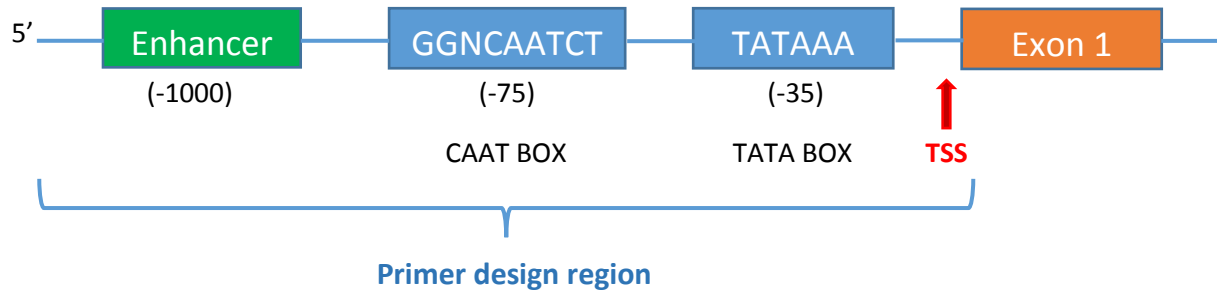 5’ Enhancer GGNCAATCT TATAAA Exon 1
(-1000) (-75) (-35)
CAAT BOX TATA BOX TSS
Primer design region